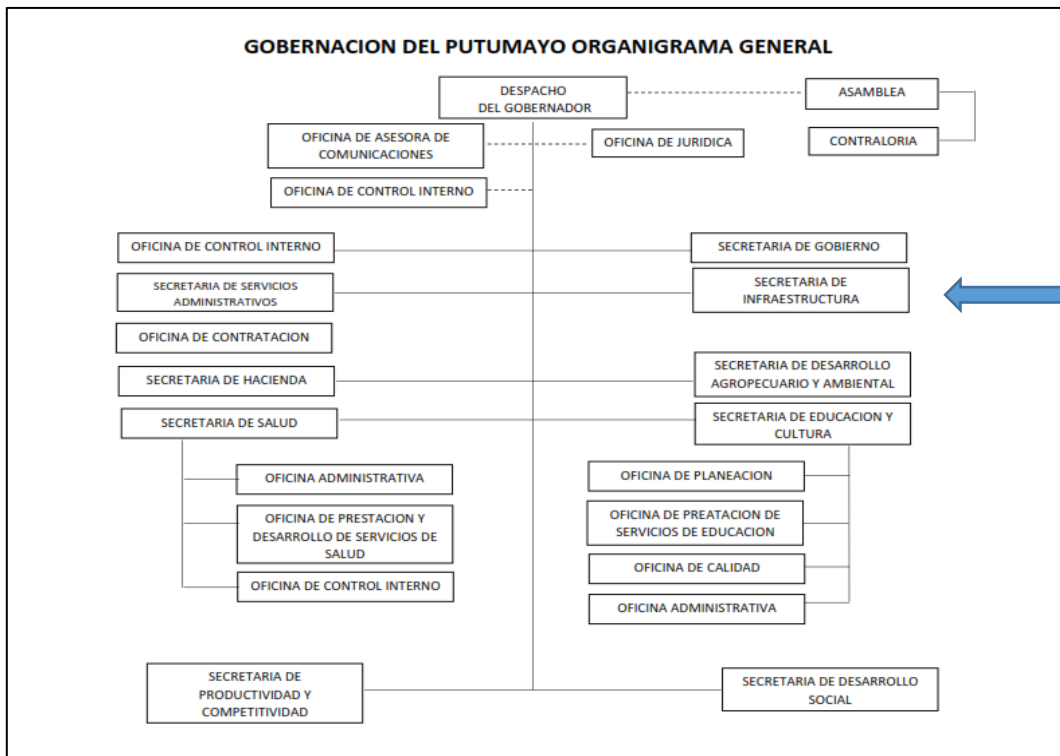 GOBERNACION DEL PUTUMAYO ORGANIGRAMA GENERAL
DESPACHO
DEL GOBERNADOR
ASAMBLEA
OFICINA DE ASESORA DE
COMUNICACIONES
OFICINA DE JURIDICA
CONTRALORIA
OFICINA DE CONTROL INTERNO
OFICINA DE CONTROL INTERNO
SECRETARIA DE GOBIERNO
SECRETARIA DE SERVICIOS
ADMINISTRATIVOS
SECRETARIA DE
INFRAESTRUCTURA
OFICINA DE CONTRATACION
SECRETARIA DE HACIENDA
SECRETARIA DE DESARROLLO
AGROPECUARIO Y AMBIENTAL
SECRETARIA DE SALUD
SECRETARIA DE EDUCACION Y
CULTURA
OFICINA ADMINISTRATIVA
OFICINA DE PRESTACION Y
DESARROLLO DE SERVICIOS DE
SALUD
OFICINA DE CONTROL INTERNO
OFICINA DE PLANEACION
OFICINA DE PREATACION DE
SERVICIOS DE EDUCACION
OFICINA DE CALIDAD
OFICINA ADMINISTRATIVA
SECRETARIA DE
PRODUCTIVIDAD Y
COMPETITIVIDAD
SECRETARIA DE DESARROLLO
SOCIAL